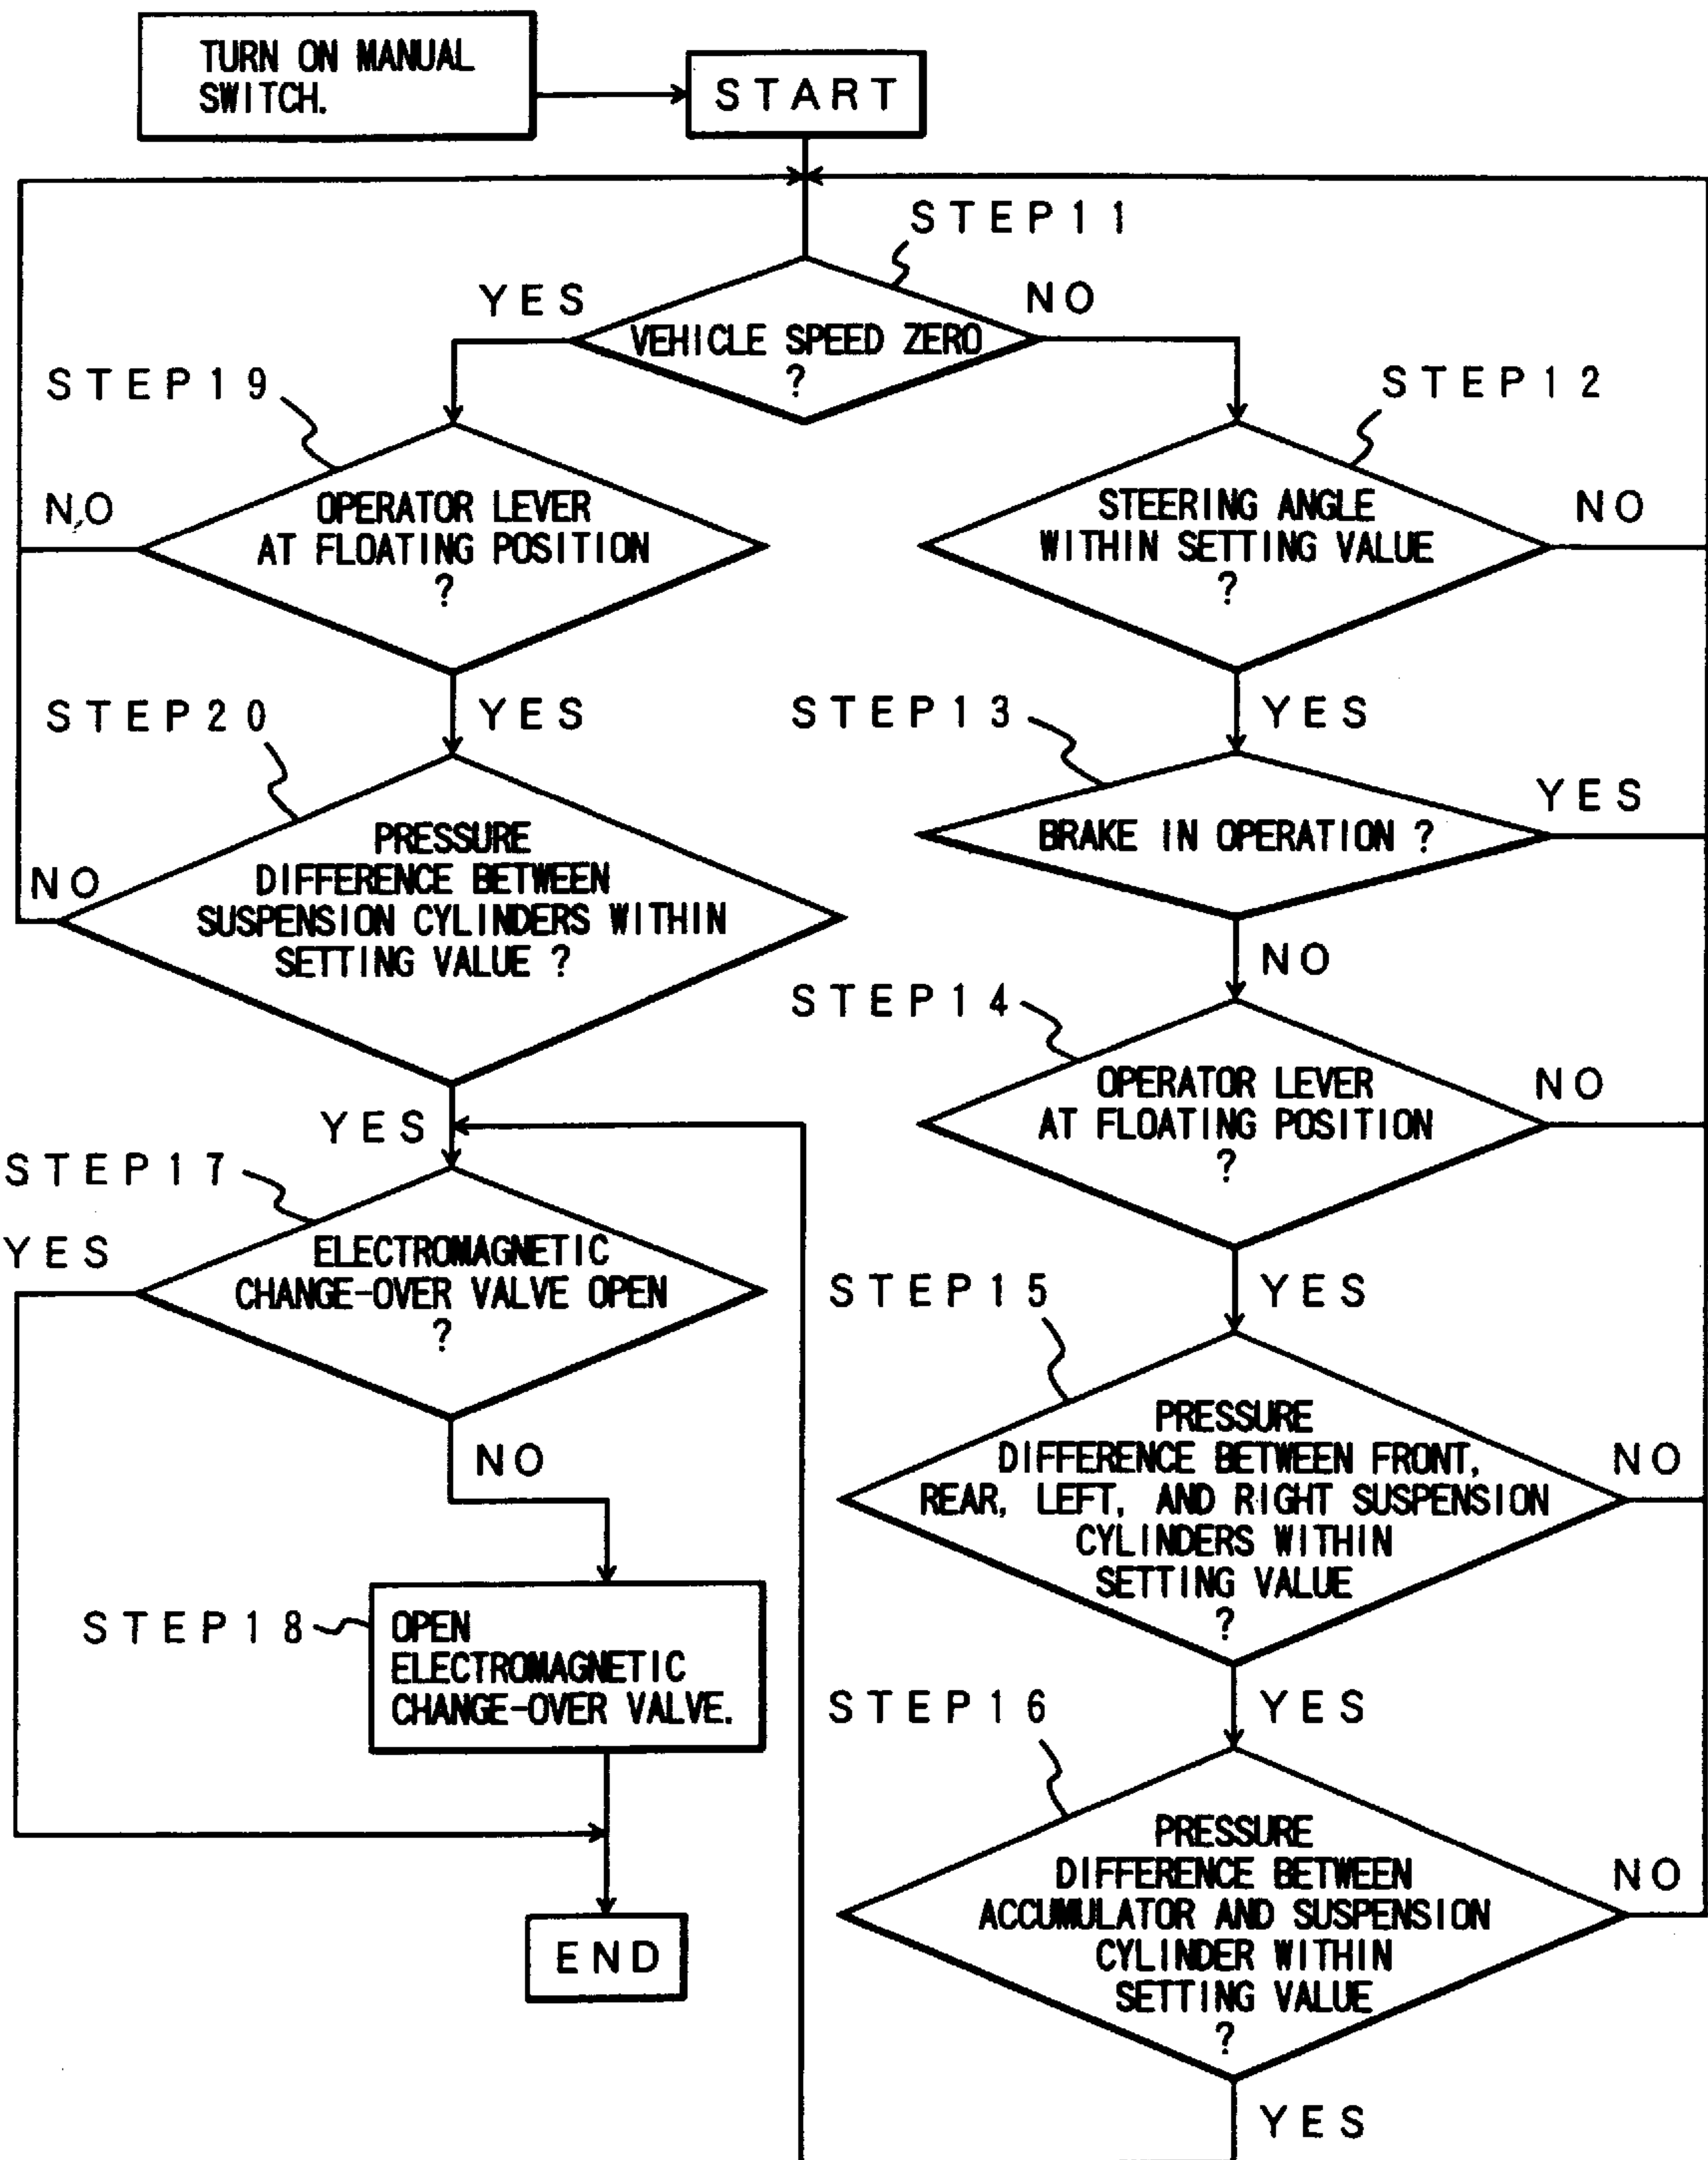 TURN ON MANUAL
SWITCH.
START
STEP11
YES
NO
VEHICLE SPEED ZERO
?
STEP19
STEP12
NO
OPERATOR LEVER
AT FLOATING POSITION
?
STEERING ANGLE
WITHIN SETTING VALUE
?
NO
YES
YES
STEP20
STEP13
NO
PRESSURE
DIFFERENCE BETWEEN
SUSPENSION CYLINDERS WITHIN
SETTING VALUE ?
BRAKE IN OPERATION ?
YES
NO
STEP14
YES
OPERATOR LEVER
AT FLOATING POSITION
?
NO
STEP17
YES
ELECTROMAGNETIC
CHANGE-OVER VALVE OPEN
?
YES
STEP15
NO
PRESSURE
DIFFERENCE BETWEEN FRONT,
REAR, LEFT, AND RIGHT SUSPENSION
CYLINDERS WITHIN
SETTING VALUE
?
NO
STEP18
OPEN
ELECTROMAGNETIC
CHANGE-OVER VALVE.
YES
STEP16
PRESSURE
DIFFERENCE BETWEEN
ACCUMULATOR AND SUSPENSION
CYLINDER WITHIN
SETTING VALUE
?
NO
END
YES